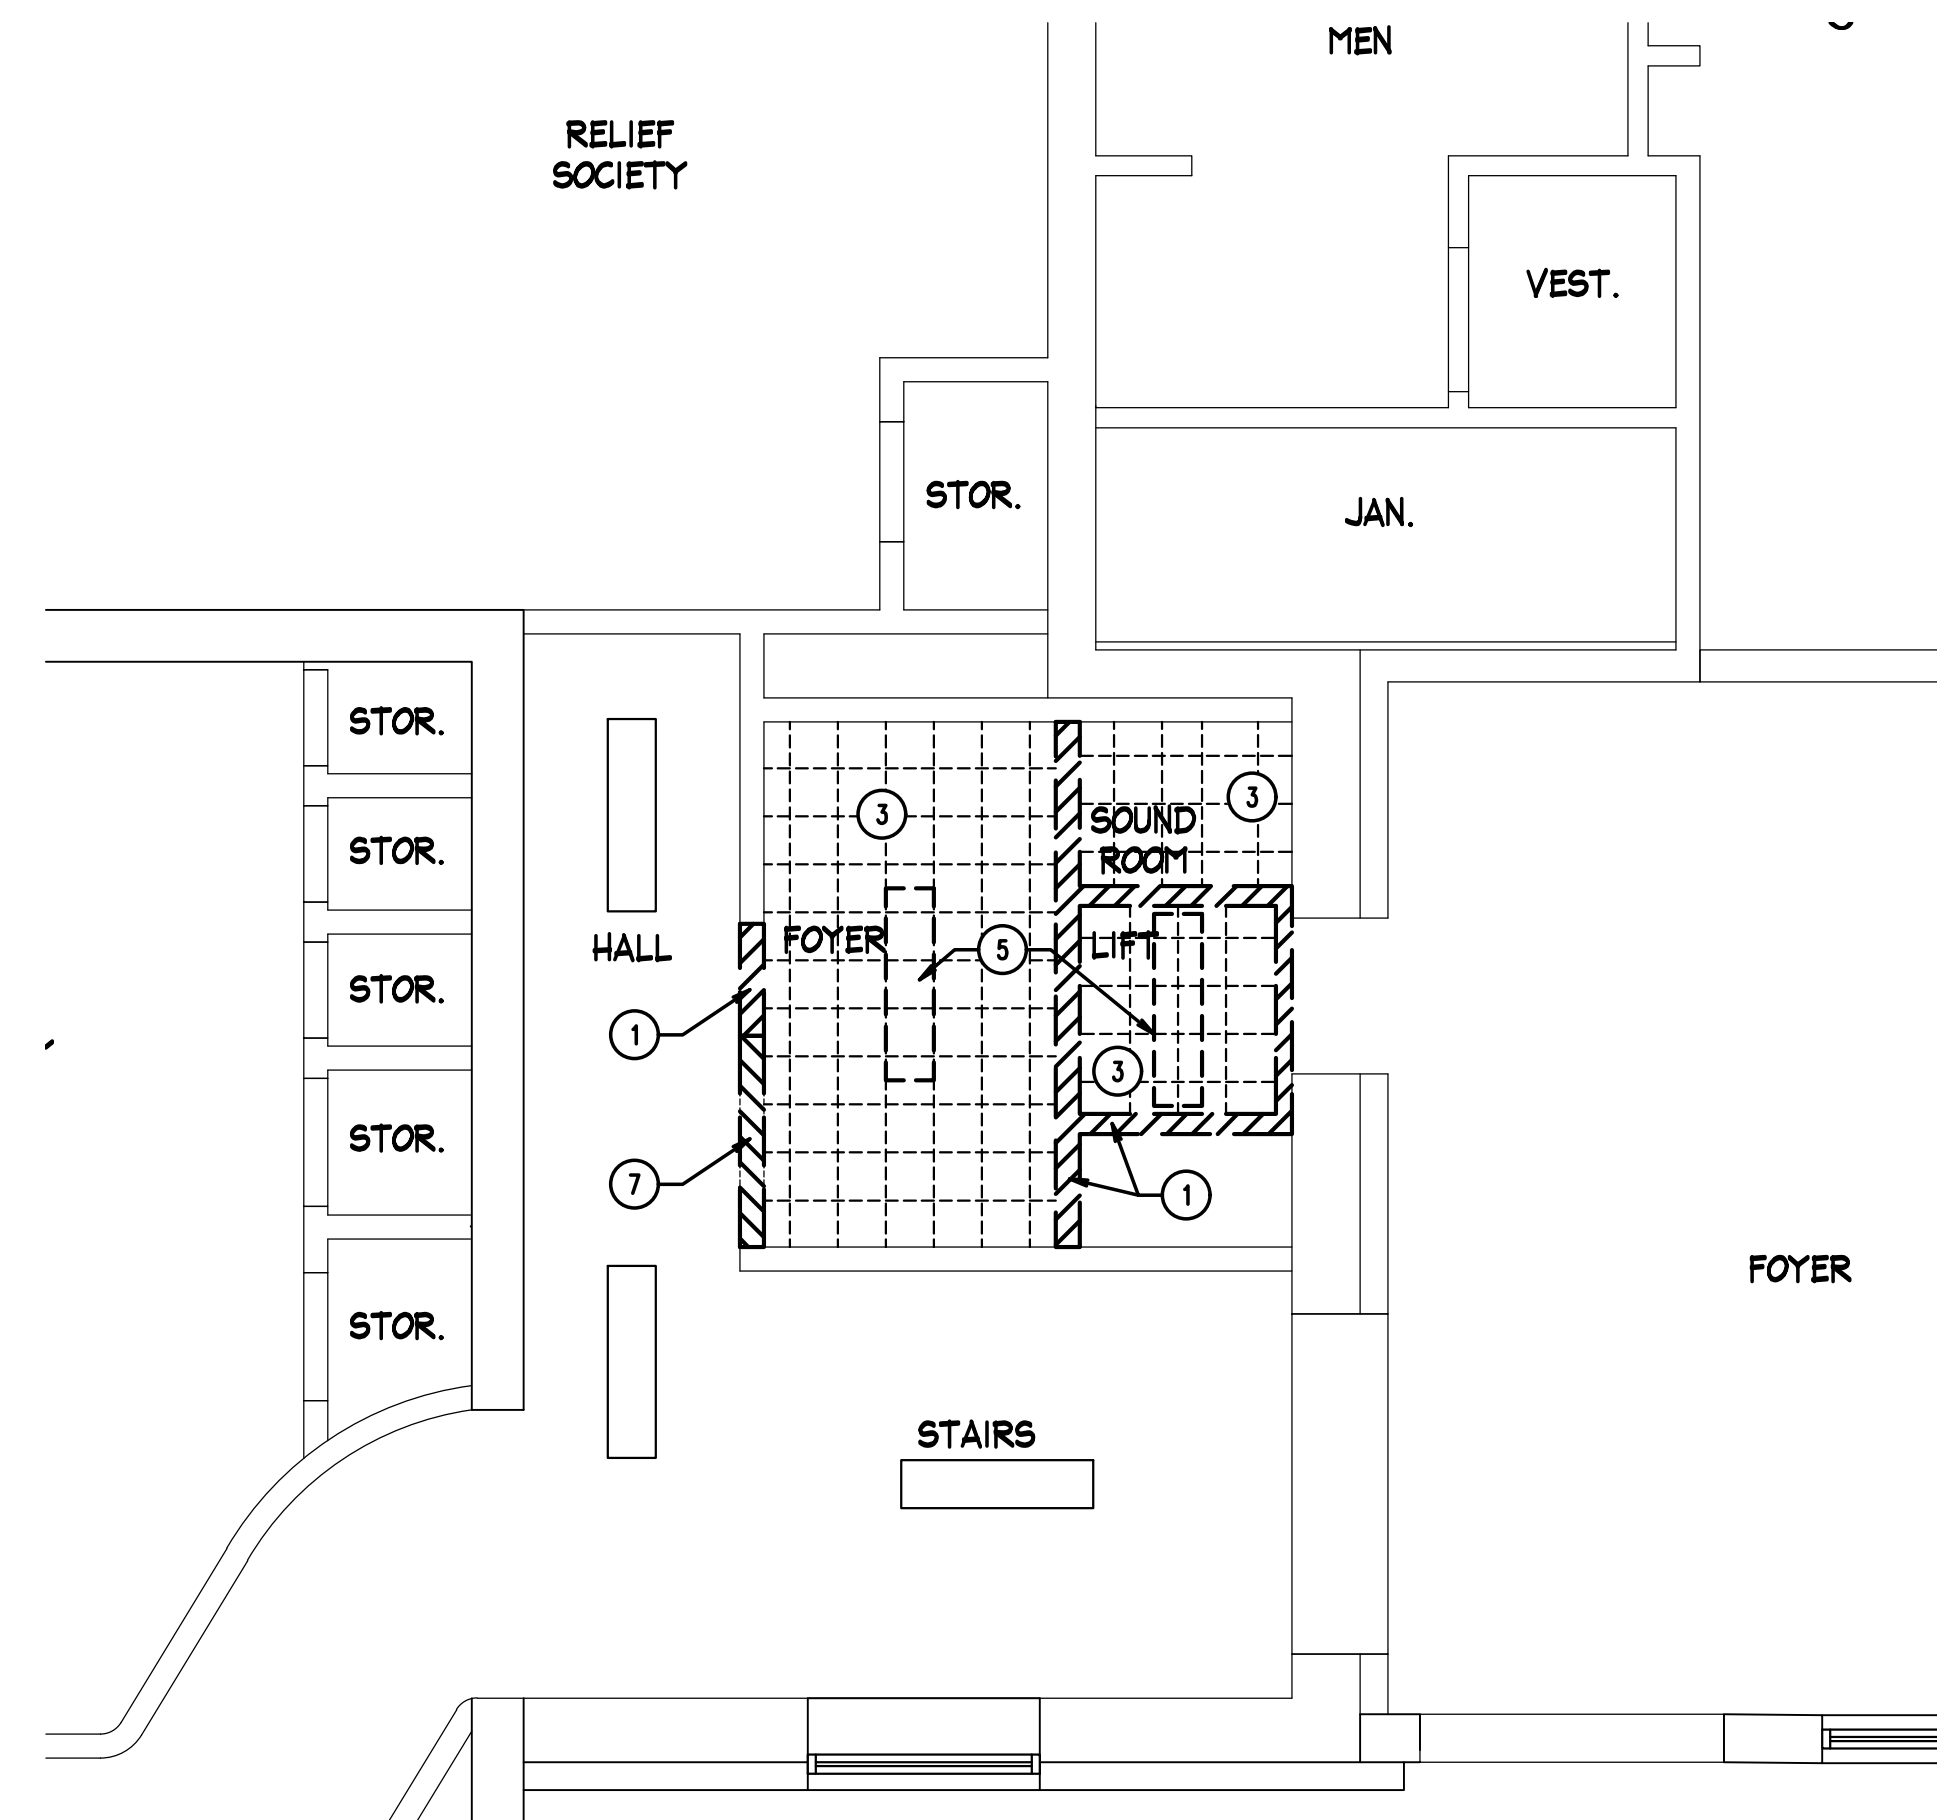 MEN
RELIEF
SOCIETY
VEST.
STOR.
JAN.
STOR.
3
3
SOUND
ROOM
STOR.
HALL
FOYER
5
LIFT
STOR.
1
3
STOR.
7
1
FOYER
STOR.
STAIRS